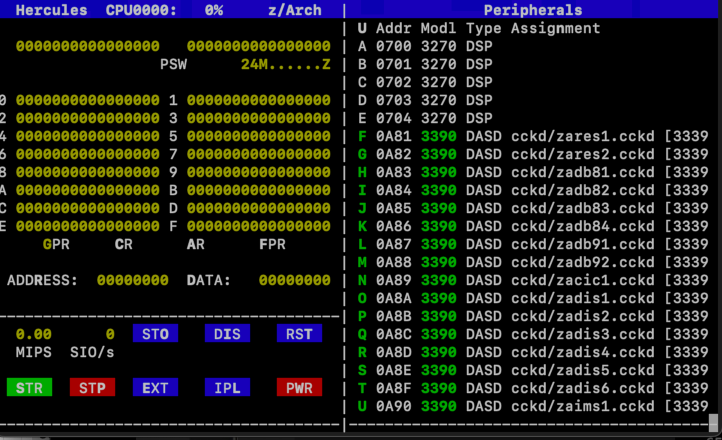 Hercules CPU0000: 0% z/Arch | Peripherals
| U Addr Modl Type Assignment
0000000000000000 0000000000000000 | A 0700 3270 DSP
PSW 24M......Z | B 0701 3270 DSP
| C 0702 3270 DSP
0 0000000000000000 1 0000000000000000 | D 0703 3270 DSP
2 0000000000000000 3 0000000000000000 | E 0704 3270 DSP
4 0000000000000000 5 0000000000000000 | F 0A81 3390 DASD cckd/zares1.cckd [3339
6 0000000000000000 7 0000000000000000 | G 0A82 3390 DASD cckd/zares2.cckd [3339
8 0000000000000000 9 0000000000000000 | H 0A83 3390 DASD cckd/zadb81.cckd [3339
A 0000000000000000 B 0000000000000000 | I 0A84 3390 DASD cckd/zadb82.cckd [3339
C 0000000000000000 D 0000000000000000 | J 0A85 3390 DASD cckd/zadb83.cckd [3339
E 0000000000000000 F 0000000000000000 | K 0A86 3390 DASD cckd/zadb84.cckd [3339
GPR CR AR FPR | L 0A87 3390 DASD cckd/zadb91.cckd [3339
| M 0A88 3390 DASD cckd/zadb92.cckd [3339
ADDRESS: 00000000 DATA: 00000000 | N 0A89 3390 DASD cckd/zacic1.cckd [3339
| O 0A8A 3390 DASD cckd/zadis1.cckd [3339
--------------------------------------| P 0A8B 3390 DASD cckd/zadis2.cckd [3339
0.00 0 STO DIS RST | Q 0A8C 3390 DASD cckd/zadis3.cckd [3339
MIPS SIO/s | R 0A8D 3390 DASD cckd/zadis4.cckd [3339
| S 0A8E 3390 DASD cckd/zadis5.cckd [3339
STR STP EXT IPL PWR | T 0A8F 3390 DASD cckd/zadis6.cckd [3339
| U 0A90 3390 DASD cckd/zaims1.cckd [3339
--------------------------------------|----------------------------------------